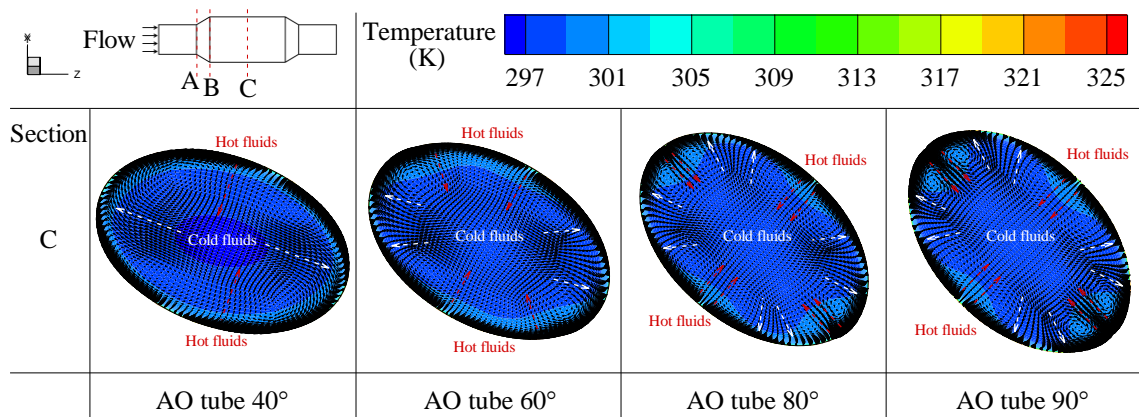 Flow
A B C
Z
Temperature
(K)
297 301 305 309 313 317 321 325
Section
C
Hot fluids
Cold fluids
Hot fluids
Hot fluids
Cold fluids
Hot fluids
Hot fluids
Cold fluids
Hot fluids
Hot fluids
Cold fluids
Hot fluids
AO tube 40°
AO tube 60°
AO tube 80°
AO tube 90°